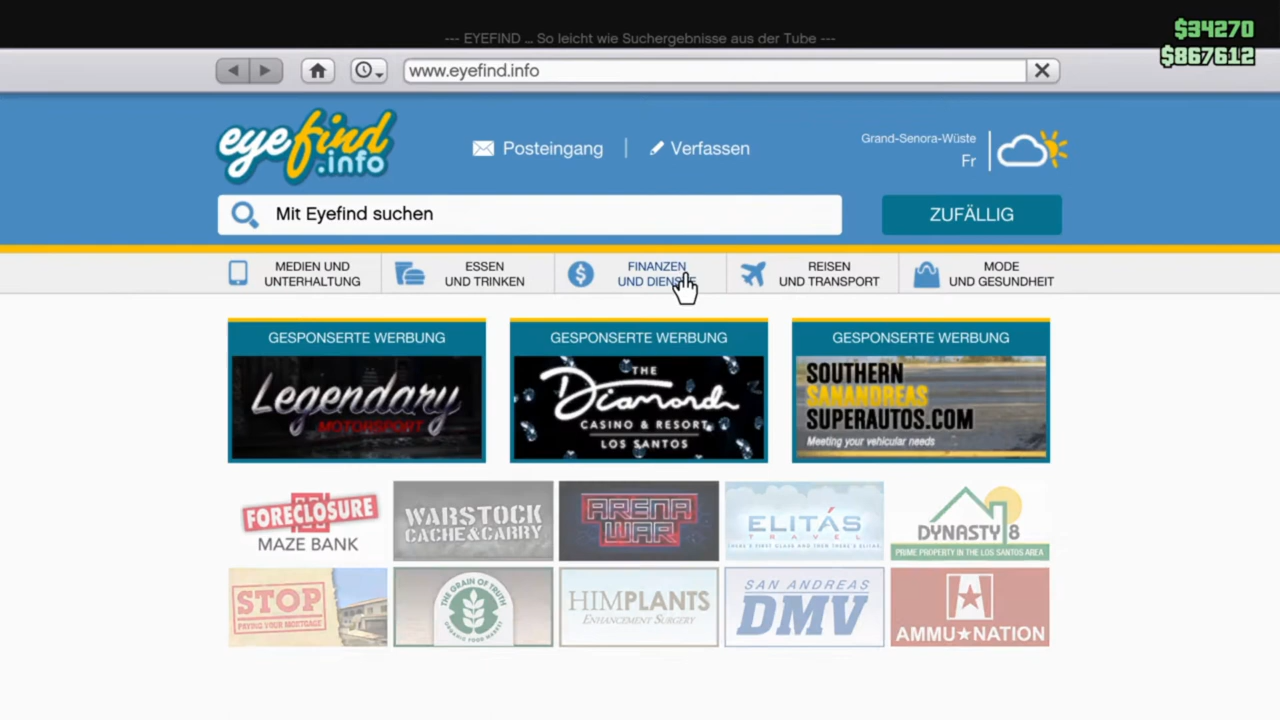 $34270
--- EYEFIND ... So leicht wie Suchergebnisse aus der Tube ---
$867612
www.eyefind.info
eyefind
.info
Posteingang | Verfassen
Grand-Senora-Wüste
Fr
Mit Eyefind suchen
ZUFÄLLIG
MEDIEN UND
UNTERHALTUNG
ESSEN
UND TRINKEN
FINANZEN
UND DIENSTE
REISEN
UND TRANSPORT
MODE
UND GESUNDHEIT
GESPONSERTE WERBUNG
Legendary
MOTORSPORT
GESPONSERTE WERBUNG
THE
Diamond
CASINO & RESORT
LOS SANTOS
GESPONSERTE WERBUNG
SOUTHERN
SANANDREAS
SUPERAUTOS.COM
Meeting your vehicular needs
FORECLOSURE
MAZE BANK
WARSTOCK
CACHE & CARRY
ARENA
WAR
ELITÁS
TRAVEL
DYNASTY 8
PRIME PROPERTY IN THE LOS SANTOS AREA
STOP
PAYING YOUR MORTGAGE
THE GRAIN OF TRUTH
ORGANIC FOOD MARKET
HIMPLANTS
ENHANCEMENT SURGERY
SAN ANDREAS
DMV
AMMU★NATION